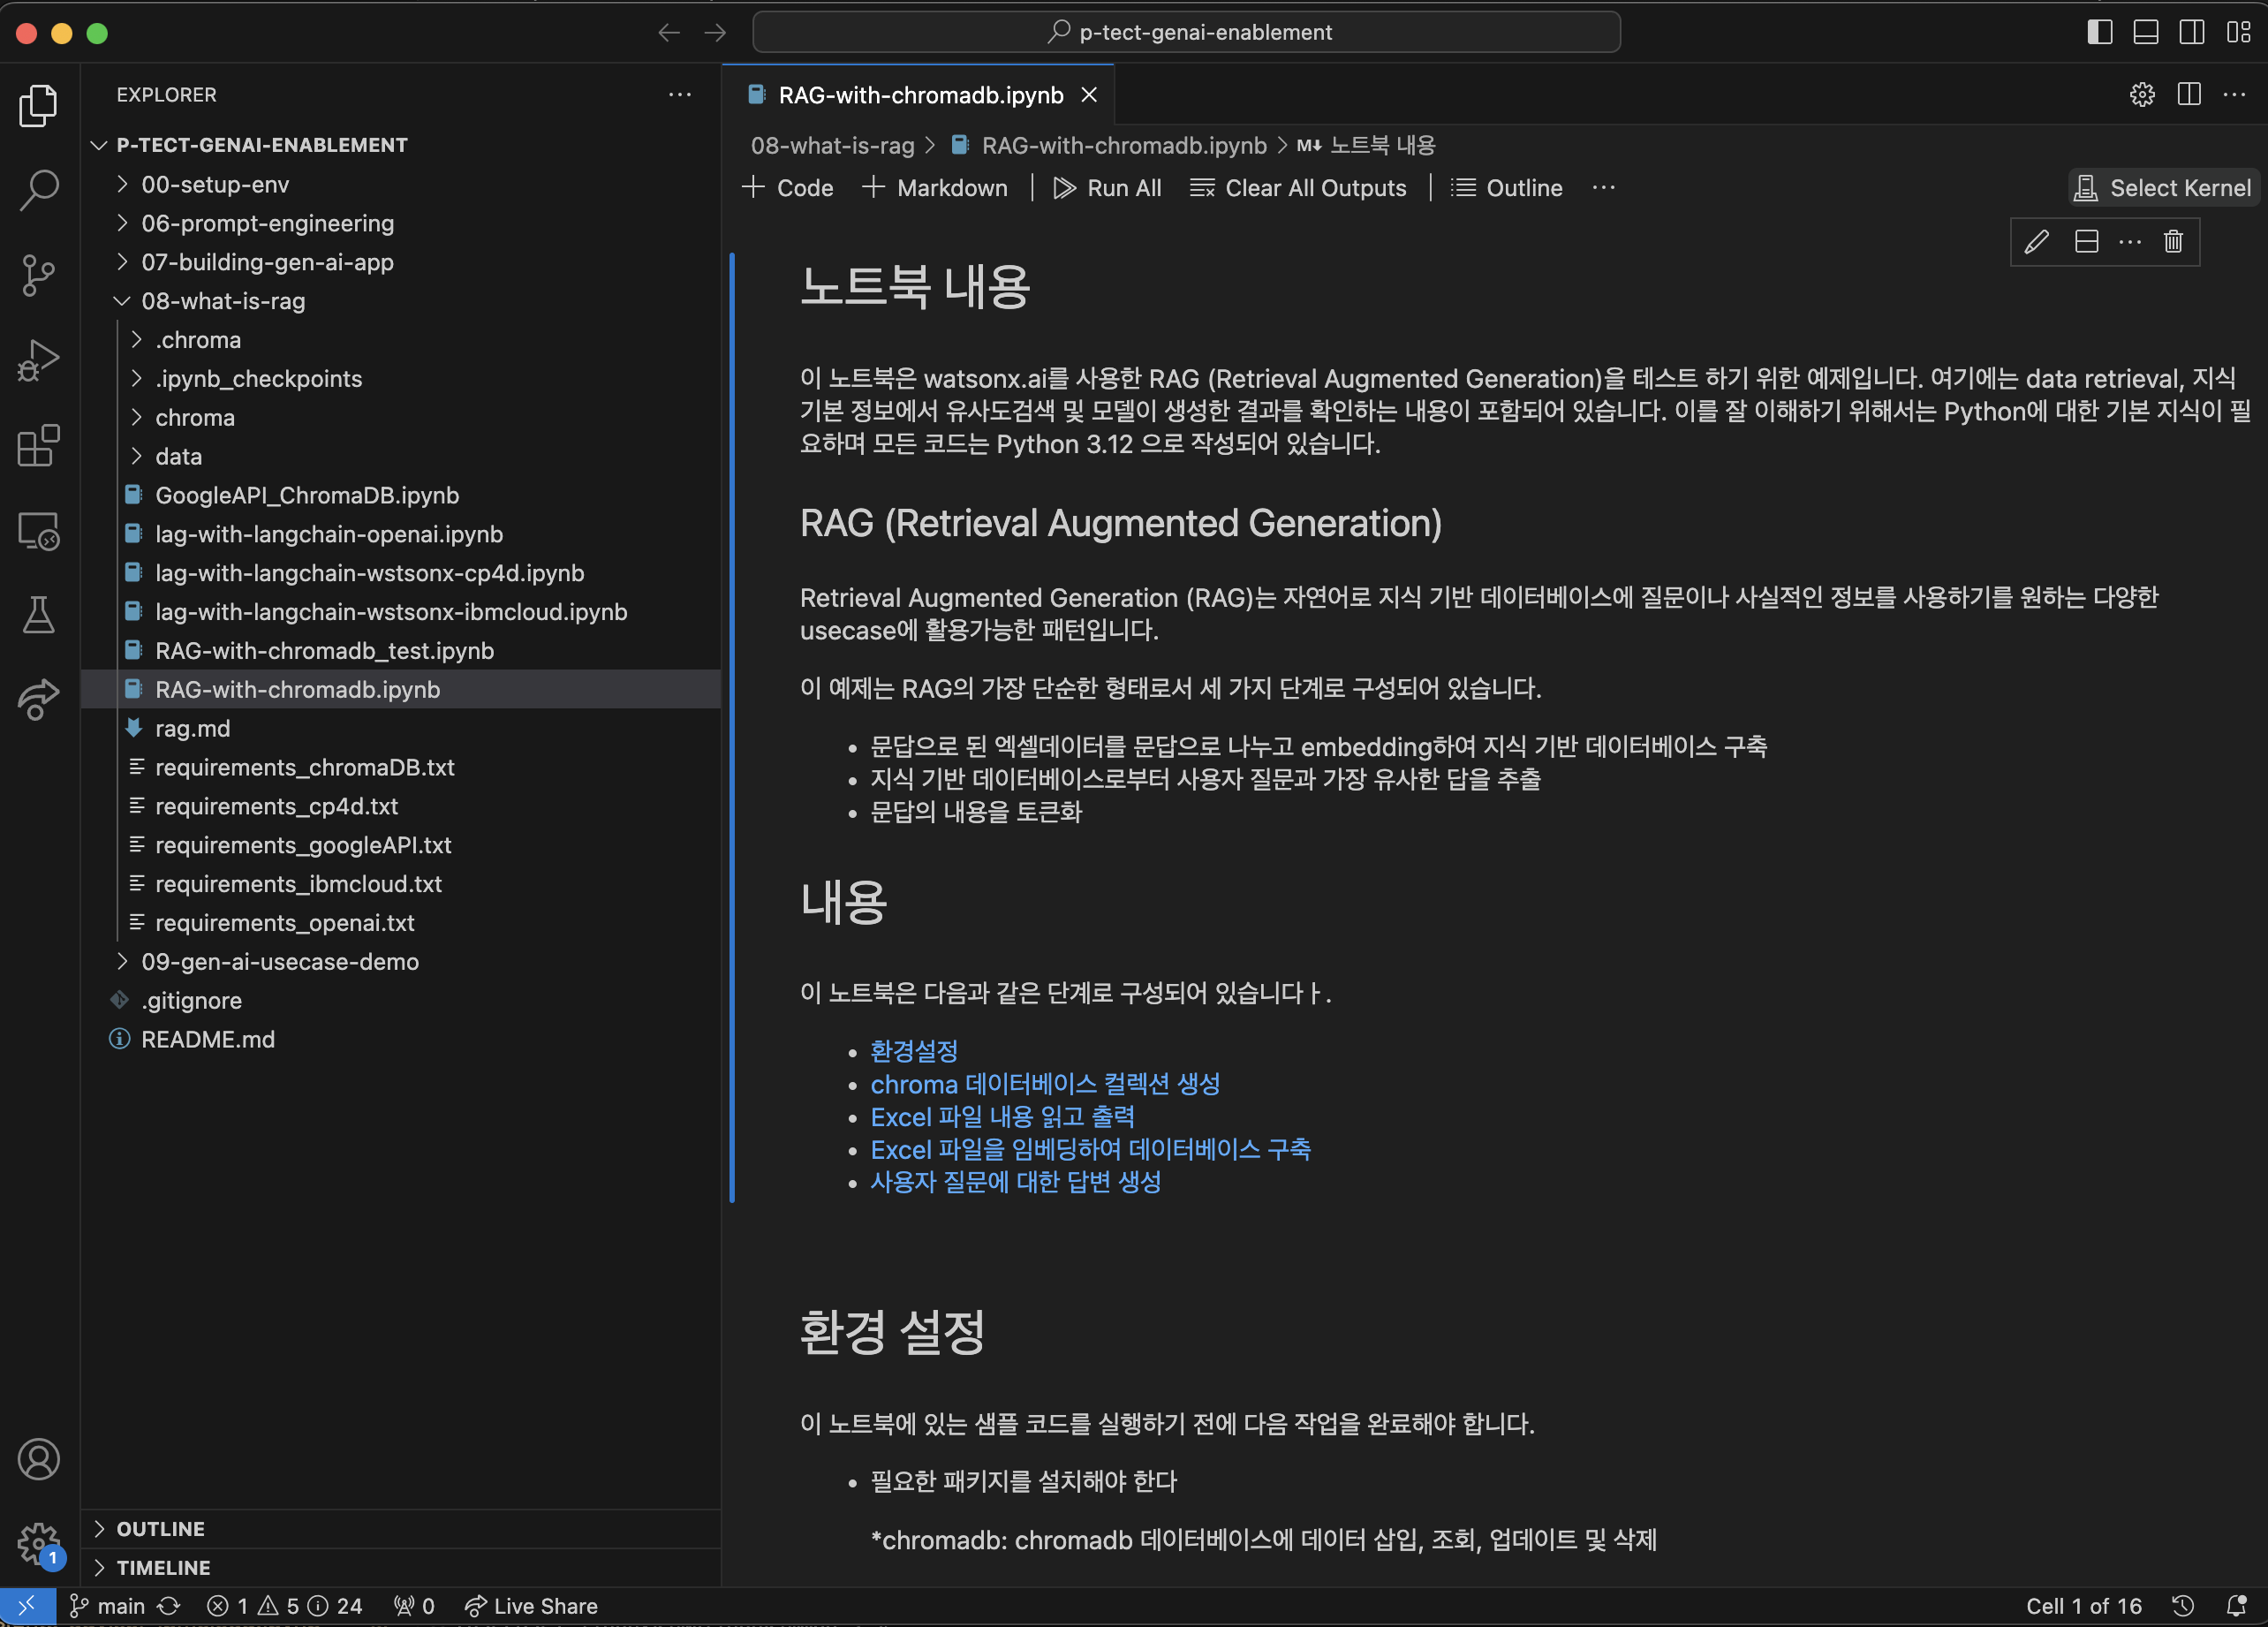 p-tect-genai-enablement
EXPLORER
P-TECT-GENAI-ENABLEMENT
00-setup-env
06-prompt-engineering
07-building-gen-ai-app
08-what-is-rag
.chroma
.ipynb_checkpoints
chroma
data
GoogleAPI_ChromaDB.ipynb
lag-with-langchain-openai.ipynb
lag-with-langchain-wstsonx-cp4d.ipynb
lag-with-langchain-wstsonx-ibmcloud.ipynb
RAG-with-chromadb_test.ipynb
RAG-with-chromadb.ipynb
rag.md
requirements_chromaDB.txt
requirements_cp4d.txt
requirements_googleAPI.txt
requirements_ibmcloud.txt
requirements_openai.txt
09-gen-ai-usecase-demo
.gitignore
README.md
OUTLINE
TIMELINE
RAG-with-chromadb.ipynb
08-what-is-rag > RAG-with-chromadb.ipynb > M↓ 노트북 내용
+ Code + Markdown | Run All Clear All Outputs | Outline ...
Select Kernel
노트북 내용
이 노트북은 watsonx.ai를 사용한 RAG (Retrieval Augmented Generation)을 테스트 하기 위한 예제입니다. 여기에는 data retrieval, 지식
기본 정보에서 유사도검색 및 모델이 생성한 결과를 확인하는 내용이 포함되어 있습니다. 이를 잘 이해하기 위해서는 Python에 대한 기본 지식이 필
요하며 모든 코드는 Python 3.12 으로 작성되어 있습니다.
RAG (Retrieval Augmented Generation)
Retrieval Augmented Generation (RAG)는 자연어로 지식 기반 데이터베이스에 질문이나 사실적인 정보를 사용하기를 원하는 다양한
usecase에 활용가능한 패턴입니다.
이 예제는 RAG의 가장 단순한 형태로서 세 가지 단계로 구성되어 있습니다.
• 문답으로 된 엑셀데이터를 문답으로 나누고 embedding하여 지식 기반 데이터베이스 구축
• 지식 기반 데이터베이스로부터 사용자 질문과 가장 유사한 답을 추출
• 문답의 내용을 토큰화
내용
이 노트북은 다음과 같은 단계로 구성되어 있습니다ㅏ.
• 환경설정
• chroma 데이터베이스 컬렉션 생성
• Excel 파일 내용 읽고 출력
• Excel 파일을 임베딩하여 데이터베이스 구축
• 사용자 질문에 대한 답변 생성
환경 설정
이 노트북에 있는 샘플 코드를 실행하기 전에 다음 작업을 완료해야 합니다.
• 필요한 패키지를 설치해야 한다
*chromadb: chromadb 데이터베이스에 데이터 삽입, 조회, 업데이트 및 삭제
1
main 1 5 24 0 Live Share
Cell 1 of 16